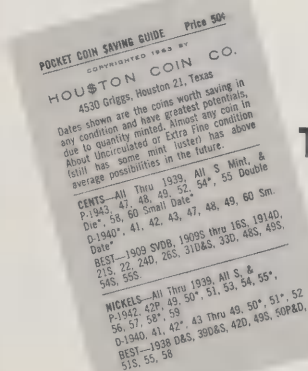 POCKET COIN SAVING GUIDE Price 50¢
COPYRIGHTED 1963 BY
HOU$TON COIN CO.
4530 Griggs, Houston 21, Texas
Dates shown are the coins worth saving in
any condition and have greatest potentials,
due to quantity minted. Almost any coin in
About Uncirculated or Extra Fine condition
(still has some mint luster) has above
average possibilities in the future.
CENTS—All Thru 1939, All S Mint, &
P-1943, 47, 48, 49, 52, 54*, 55 Double
Die*, 58, 60 Small Date*
D-1940*, 41, 42, 43, 47, 48, 49, 60 Sm.
Date*
BEST—1909 SVDB, 1909S thru 16S, 1914D,
21S, 22, 24D, 26S, 31D&S, 33D, 48S, 49S,
54S, 55S.
NICKELS—All Thru 1939, All S, &
P-1942, 42P, 49, 50*, 51, 53, 54, 55*,
56, 57, 58*, 59
D-1940, 41, 42*, 43 Thru 49, 50*, 51*, 52
BEST—1938 D&S, 39D&S, 42D, 49S, 50P&D,
51S, 55, 58
T